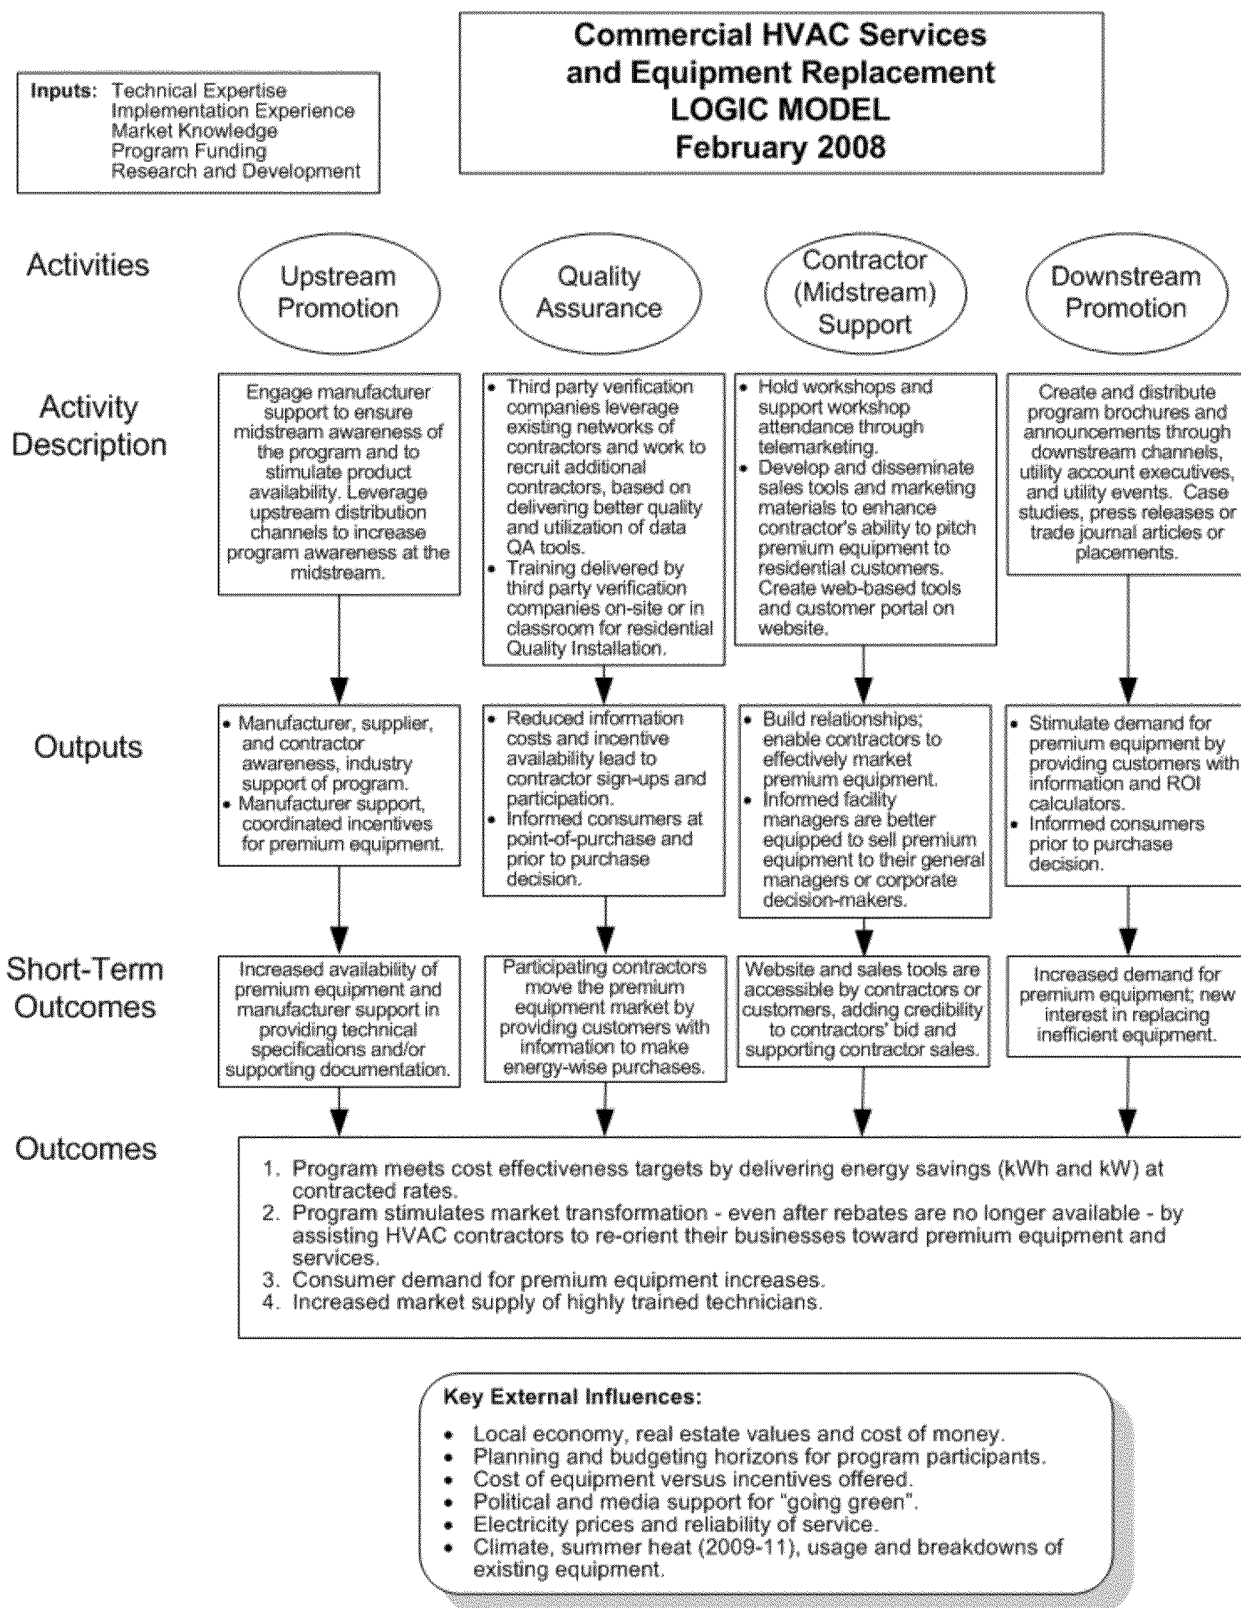 Commercial HVAC Services
and Equipment Replacement
LOGIC MODEL
February 2008
Inputs: Technical Expertise
Implementation Experience
Market Knowledge
Program Funding
Research and Development
Activities
Upstream
Promotion
Quality
Assurance
Contractor
(Midstream)
Support
Downstream
Promotion
Activity
Description
Engage manufacturer
support to ensure
midstream awareness of
the program and to
stimulate product
availability. Leverage
upstream distribution
channels to increase
program awareness at the
midstream.
• Third party verification
companies leverage
existing networks of
contractors and work to
recruit additional
contractors, based on
delivering better quality
and utilization of data
QA tools.
• Training delivered by
third party verification
companies on-site or in
classroom for residential
Quality Installation.
• Hold workshops and
support workshop
attendance through
telemarketing.
• Develop and disseminate
sales tools and marketing
materials to enhance
contractor's ability to pitch
premium equipment to
residential customers.
Create web-based tools
and customer portal on
website.
Create and distribute
program brochures and
announcements through
downstream channels,
utility account executives,
and utility events. Case
studies, press releases or
trade journal articles or
placements.
Outputs
• Manufacturer, supplier,
and contractor
awareness, industry
support of program.
• Manufacturer support,
coordinated incentives
for premium equipment.
• Reduced information
costs and incentive
availability lead to
contractor sign-ups and
participation.
• Informed consumers at
point-of-purchase and
prior to purchase
decision.
• Build relationships;
enable contractors to
effectively market
premium equipment.
• Informed facility
managers are better
equipped to sell premium
equipment to their general
managers or corporate
decision-makers.
• Stimulate demand for
premium equipment by
providing customers with
information and ROI
calculators.
• Informed consumers
prior to purchase
decision.
Short-Term
Outcomes
Increased availability of
premium equipment and
manufacturer support in
providing technical
specifications and/or
supporting documentation.
Participating contractors
move the premium
equipment market by
providing customers with
information to make
energy-wise purchases.
Website and sales tools are
accessible by contractors or
customers, adding credibility
to contractors' bid and
supporting contractor sales.
Increased demand for
premium equipment; new
interest in replacing
inefficient equipment.
Outcomes
1. Program meets cost effectiveness targets by delivering energy savings (kWh and kW) at
contracted rates.
2. Program stimulates market transformation - even after rebates are no longer available - by
assisting HVAC contractors to re-orient their businesses toward premium equipment and
services.
3. Consumer demand for premium equipment increases.
4. Increased market supply of highly trained technicians.
Key External Influences:
• Local economy, real estate values and cost of money.
• Planning and budgeting horizons for program participants.
• Cost of equipment versus incentives offered.
• Political and media support for "going green".
• Electricity prices and reliability of service.
• Climate, summer heat (2009-11), usage and breakdowns of
existing equipment.